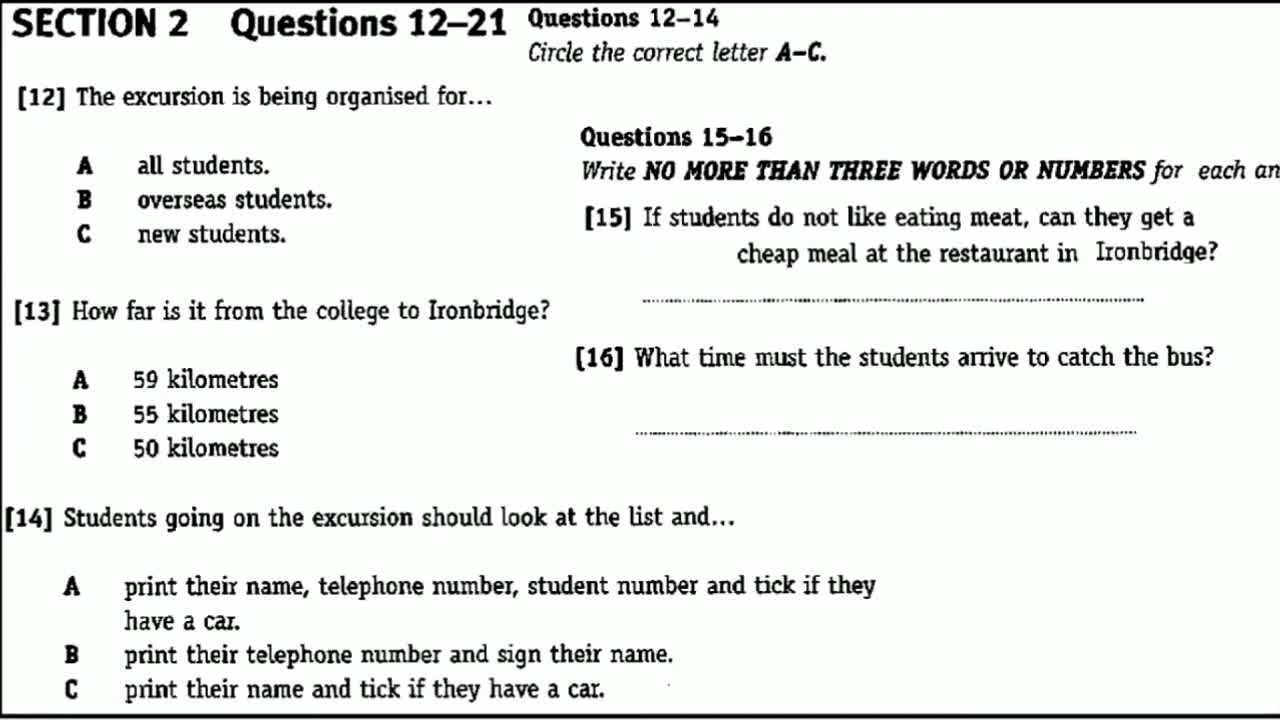 SECTION 2 Questions 12–21
Questions 12–14
Circle the correct letter A–C.
[12] The excursion is being organised for...
A all students.
B overseas students.
C new students.
[13] How far is it from the college to Ironbridge?
A 59 kilometres
B 55 kilometres
C 50 kilometres
Questions 15–16
Write NO MORE THAN THREE WORDS OR NUMBERS for each
[15] If students do not like eating meat, can they get a
cheap meal at the restaurant in Ironbridge?
[16] What time must the students arrive to catch the bus?
[14] Students going on the excursion should look at the list and...
A print their name, telephone number, student number and tick if they
have a car.
B print their telephone number and sign their name.
C print their name and tick if they have a car.